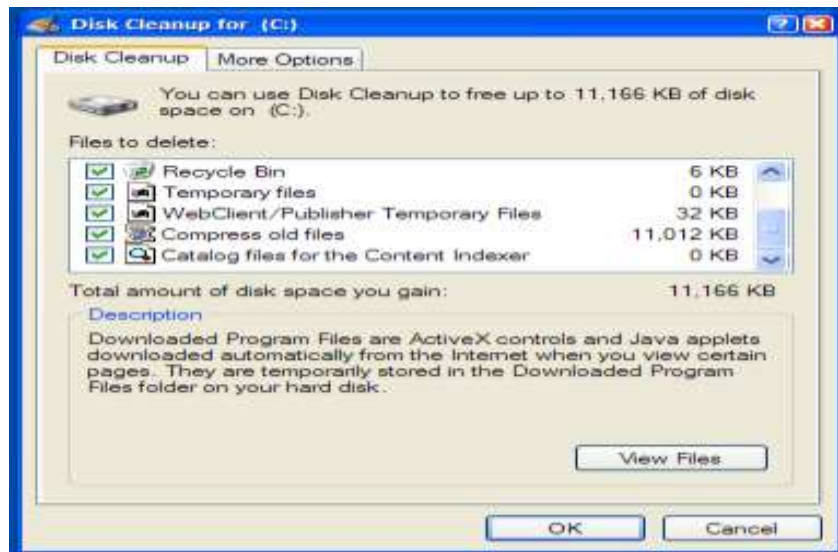 Disk Cleanup for (C:)
Disk Cleanup
More Options
You can use Disk Cleanup to free up to 11,166 KB of disk
space on (C:).
Files to delete:
Recycle Bin 6 KB
Temporary files 0 KB
WebClient/Publisher Temporary Files 32 KB
Compress old files 11,012 KB
Catalog files for the Content Indexer 0 KB
Total amount of disk space you gain: 11,166 KB
Description
Downloaded Program Files are ActiveX controls and Java applets
downloaded automatically from the Internet when you view certain
pages. They are temporarily stored in the Downloaded Program
Files folder on your hard disk.
View Files
OK
Cancel